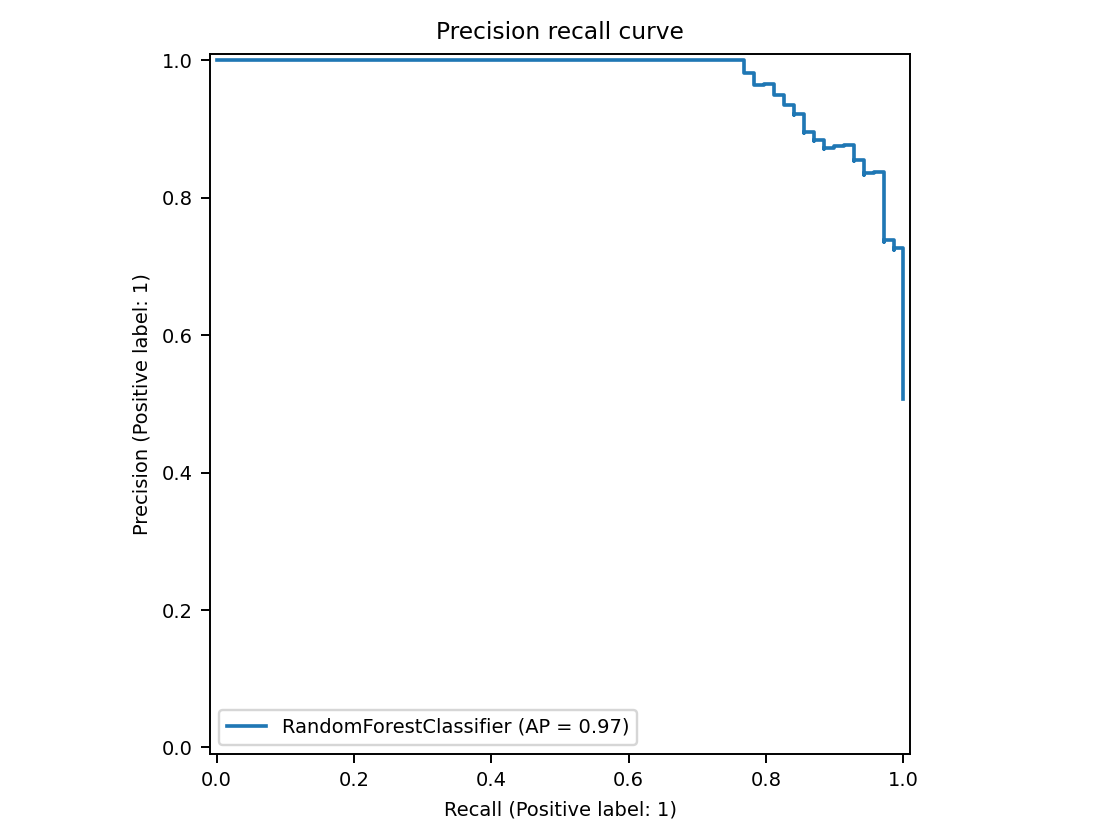 Precision recall curve
1.0
0.8
0.6
0.4
0.2
0.0
Precision (Positive label: 1)
RandomForestClassifier (AP = 0.97)
0.0 0.2 0.4 0.6 0.8 1.0
Recall (Positive label: 1)